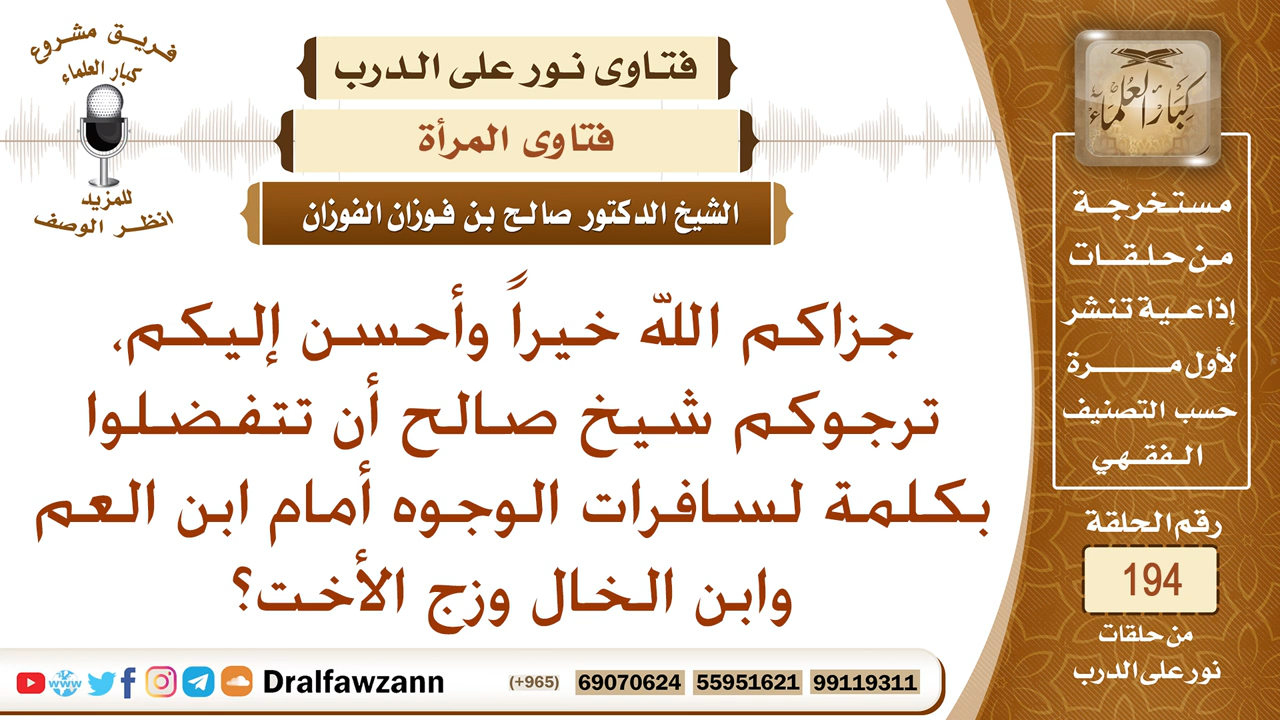 فريق مشروع
كبار العلماء
للمزيد
انظر الوصف
فتاوى نور على الدرب
فتاوى المرأة
الشيخ الدكتور صالح بن فوزان الفوزان
جزاكم الله خيراً وأحسن إليكم،
ترجوكم شيخ صالح أن تتفضلوا
بكلمة لسافرات الوجوه أمام ابن العم
وابن الخال وزج الأخت؟
كبار العلماء
مستخرجة
من حلقات
إذاعية تنشر
لأول مرة
حسب التصنيف
الفقهي
رقم الحلقة
194
من حلقات
نور على الدرب
www
Dralfawzann
(+965) 69070624 55951621 99119311